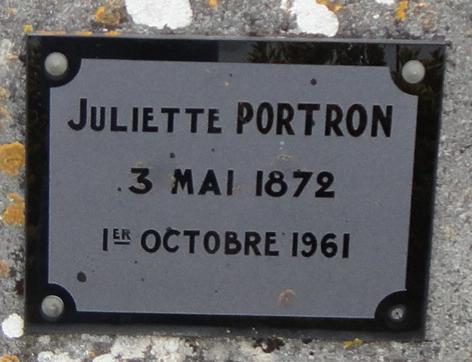 Juliette PORTRON
3 MAI 1872
1ER OCTOBRE 1961